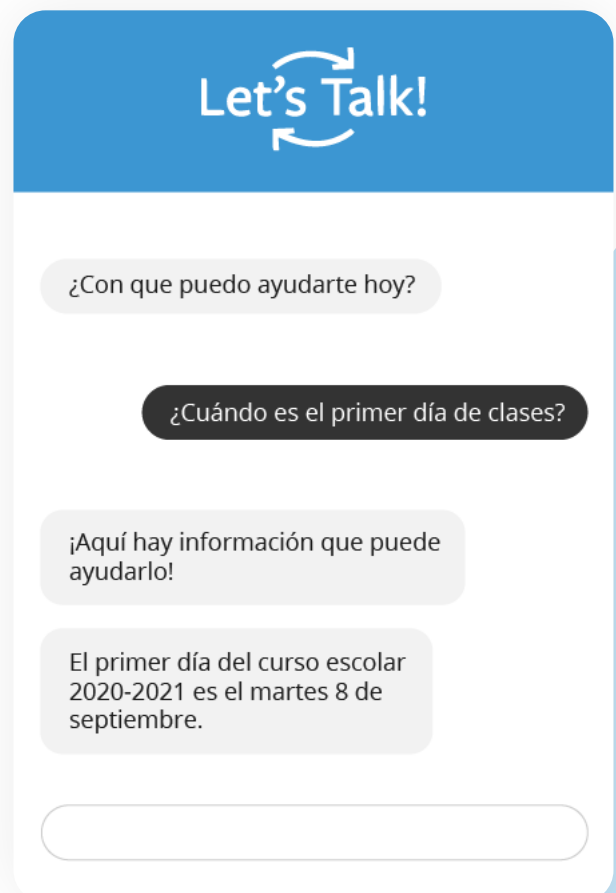 Let's Talk!
¿Con que puedo ayudarte hoy?
¿Cuándo es el primer día de clases?
¡Aquí hay información que puede
ayudarlo!
El primer día del curso escolar
2020-2021 es el martes 8 de
septiembre.